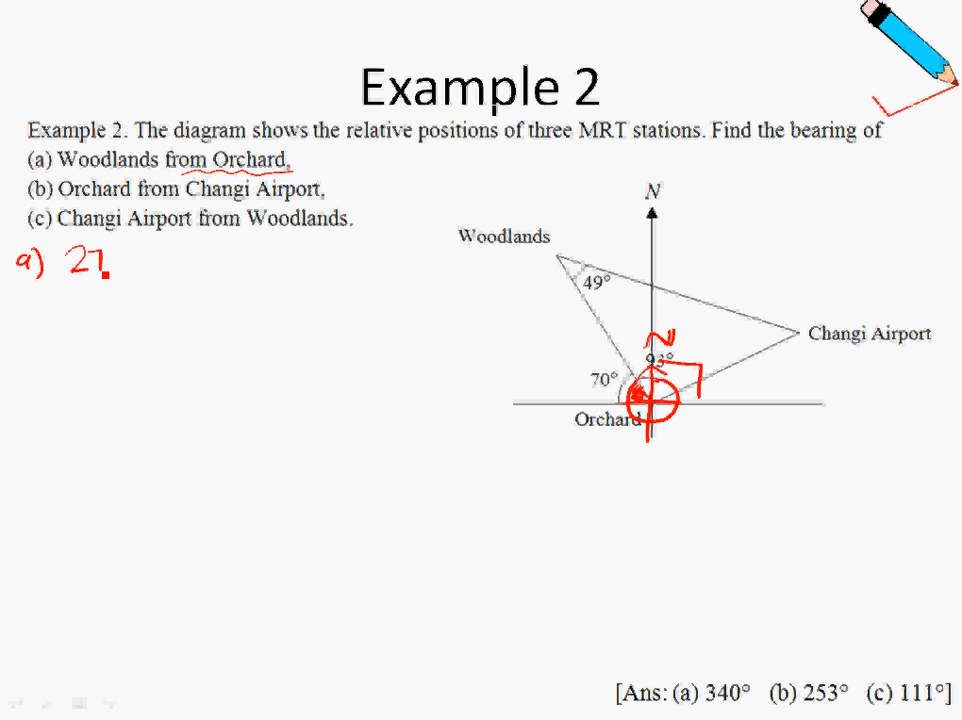 Example 2
Example 2. The diagram shows the relative positions of three MRT stations. Find the bearing of
(a) Woodlands from Orchard,
(b) Orchard from Changi Airport,
(c) Changi Airport from Woodlands.
a) 27
N
Woodlands
49°
Changi Airport
N
93°
70°
Orchard
[Ans: (a) 340° (b) 253° (c) 111°]